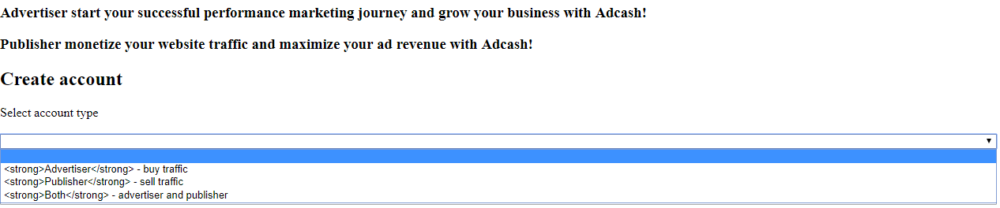 Advertiser start your successful performance marketing journey and grow your business with Adcash!
Publisher monetize your website traffic and maximize your ad revenue with Adcash!
Create account
Select account type
<strong>Advertiser</strong> - buy traffic
<strong>Publisher</strong> - sell traffic
<strong>Both</strong> - advertiser and publisher